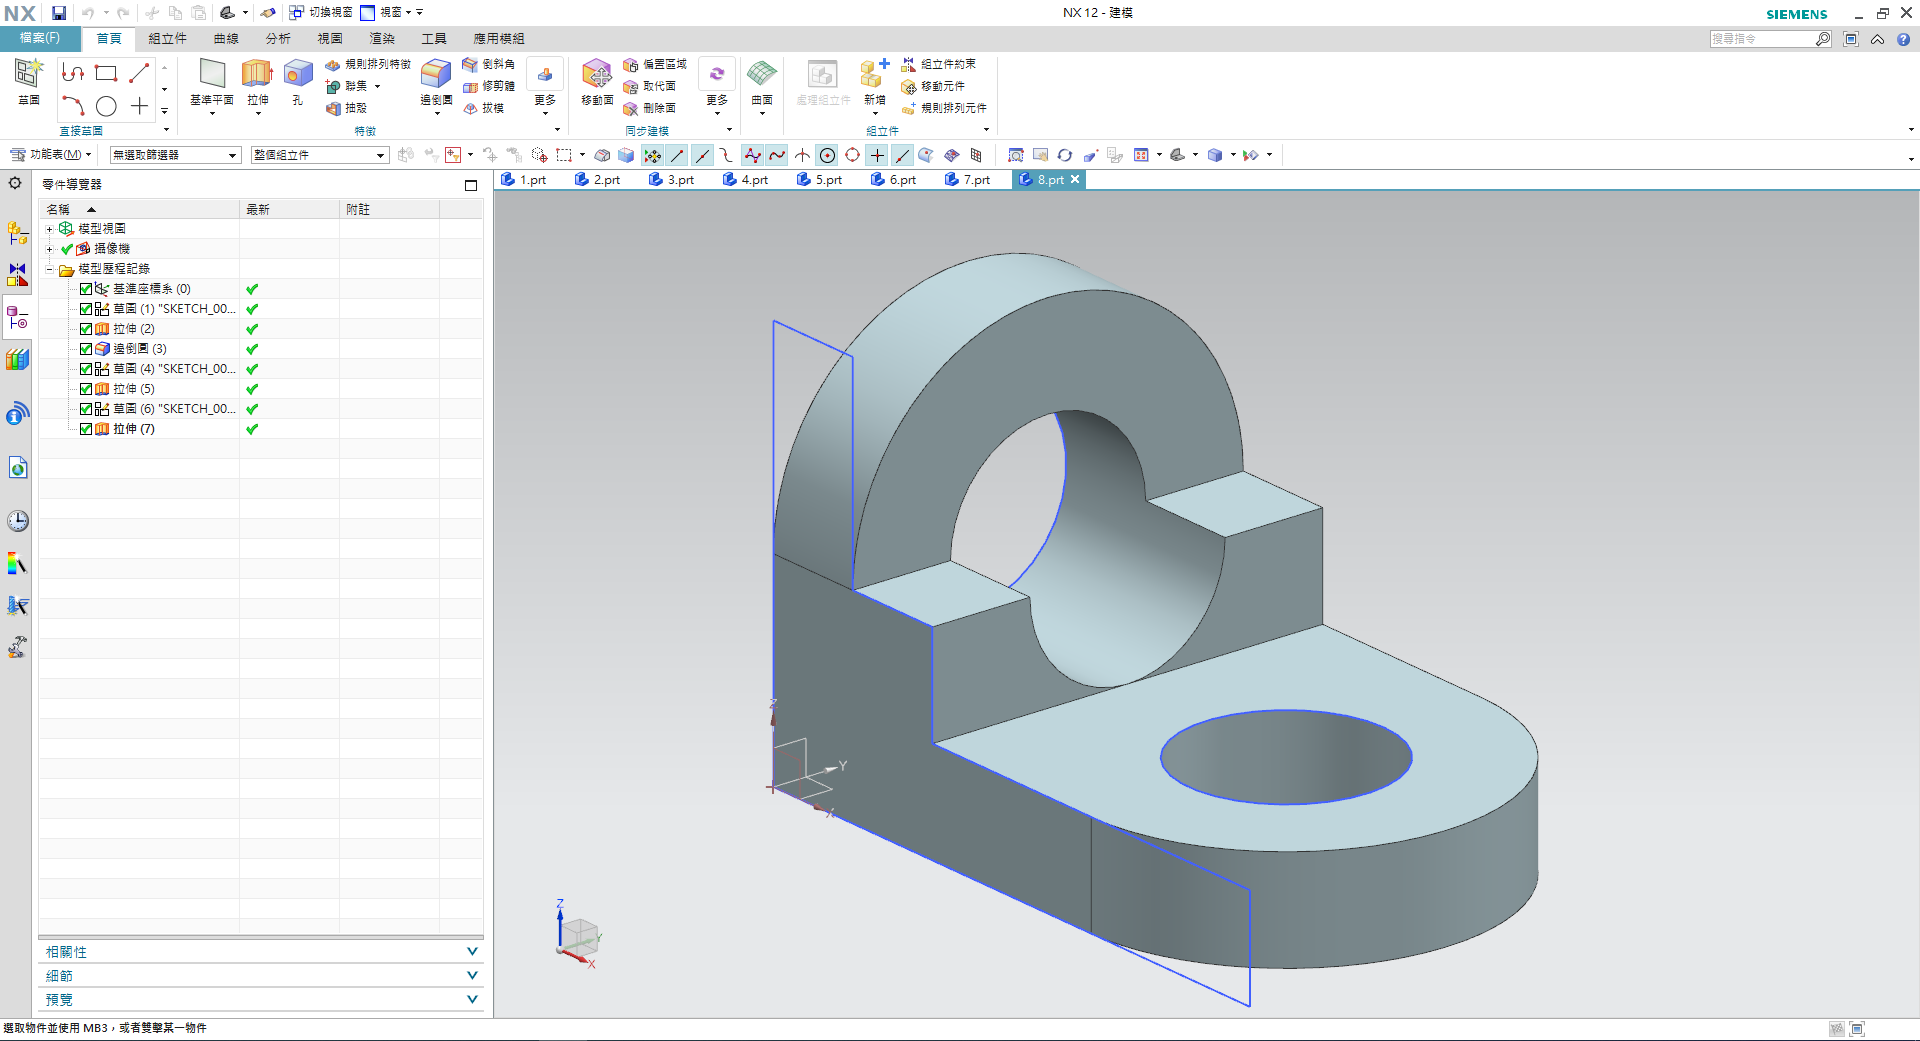 NX
切換視窗
視窗
NX 12 - 建模
SIEMENS
檔案(F)
首頁
組立件
曲線
分析
視圖
渲染
工具
應用模組
搜尋指令
草圖
直接草圖
基準平面
拉伸
孔
規則排列特徵
聯集
抽殼
邊倒圓
倒斜角
修剪體
拔模
更多
特徵
移動面
偏置區域
取代面
刪除面
更多
同步建模
曲面
處理組立件
新增
組立件約束
移動元件
規則排列元件
組立件
功能表(M)
無選取篩選器
整個組立件
零件導覽器
1.prt
2.prt
3.prt
4.prt
5.prt
6.prt
7.prt
8.prt
名稱
最新
附註
模型視圖
攝像機
模型歷程記錄
基準座標系 (0)
草圖 (1) "SKETCH_00...
拉伸 (2)
邊倒圓 (3)
草圖 (4) "SKETCH_00...
拉伸 (5)
草圖 (6) "SKETCH_00...
拉伸 (7)
Z
Y
X
Z
Y
X
相關性
細節
預覽
選取物件並使用 MB3，或者雙擊某一物件